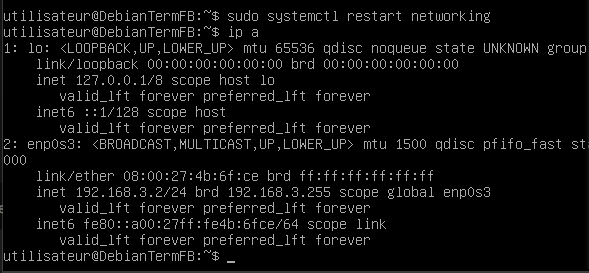 utilisateur@DebianTermFB:~$ sudo systemctl restart networking
utilisateur@DebianTermFB:~$ ip a
1: lo: <LOOPBACK,UP,LOWER_UP> mtu 65536 qdisc noqueue state UNKNOWN group
    link/loopback 00:00:00:00:00:00 brd 00:00:00:00:00:00
    inet 127.0.0.1/8 scope host lo
       valid_lft forever preferred_lft forever
    inet6 ::1/128 scope host
       valid_lft forever preferred_lft forever
2: enp0s3: <BROADCAST,MULTICAST,UP,LOWER_UP> mtu 1500 qdisc pfifo_fast sta
000
    link/ether 08:00:27:4b:6f:ce brd ff:ff:ff:ff:ff:ff
    inet 192.168.3.2/24 brd 192.168.3.255 scope global enp0s3
       valid_lft forever preferred_lft forever
    inet6 fe80::a00:27ff:fe4b:6fce/64 scope link
       valid_lft forever preferred_lft forever
utilisateur@DebianTermFB:~$ _